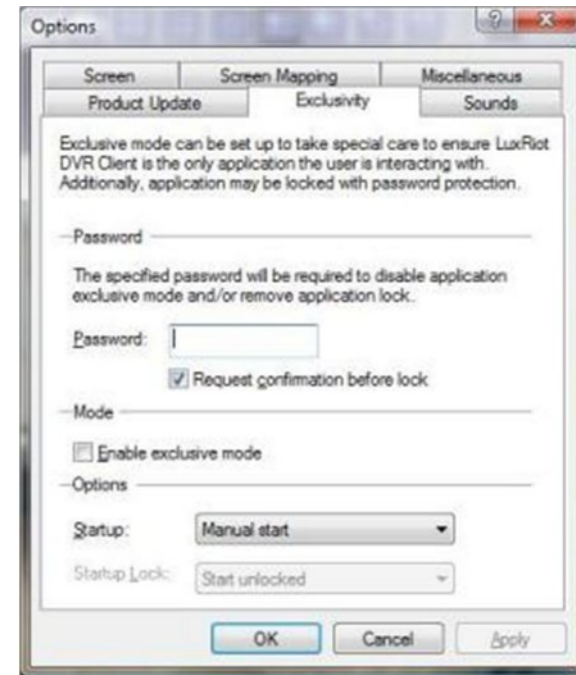 Options
Screen
Screen Mapping
Miscellaneous
Product Update
Exclusivity
Sounds
Exclusive mode can be set up to take special care to ensure LuxRiot
DVR Client is the only application the user is interacting with.
Additionally, application may be locked with password protection.
Password
The specified password will be required to disable application
exclusive mode and/or remove application lock.
Password:
Request confirmation before lock
Mode
Enable exclusive mode
Options
Startup:
Manual start
Startup Lock:
Start unlocked
OK
Cancel
Apply